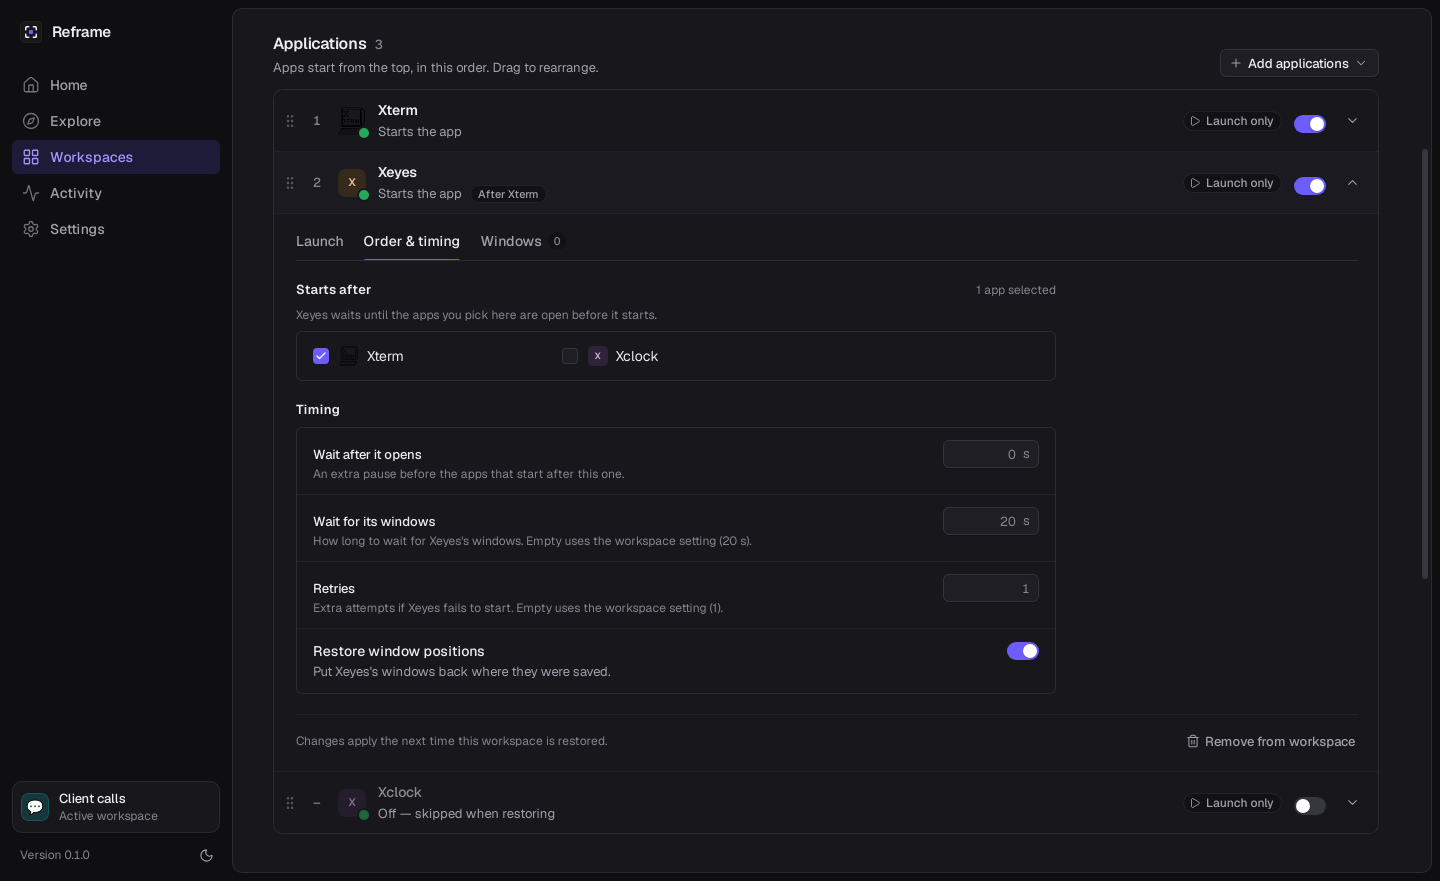 Reframe
Home
Explore
Workspaces
Activity
Settings
Client calls
Active workspace
Version 0.1.0
Applications 3
Apps start from the top, in this order. Drag to rearrange.
Add applications
1
Xterm
Starts the app
Launch only
2
X
Xeyes
Starts the app After Xterm
Launch only
Launch Order & timing Windows 0
Starts after 1 app selected
Xeyes waits until the apps you pick here are open before it starts.
Xterm X Xclock
Timing
Wait after it opens 0 s
An extra pause before the apps that start after this one.
Wait for its windows 20 s
How long to wait for Xeyes's windows. Empty uses the workspace setting (20 s).
Retries 1
Extra attempts if Xeyes fails to start. Empty uses the workspace setting (1).
Restore window positions
Put Xeyes's windows back where they were saved.
Changes apply the next time this workspace is restored. Remove from workspace
–
X
Xclock
Off — skipped when restoring
Launch only